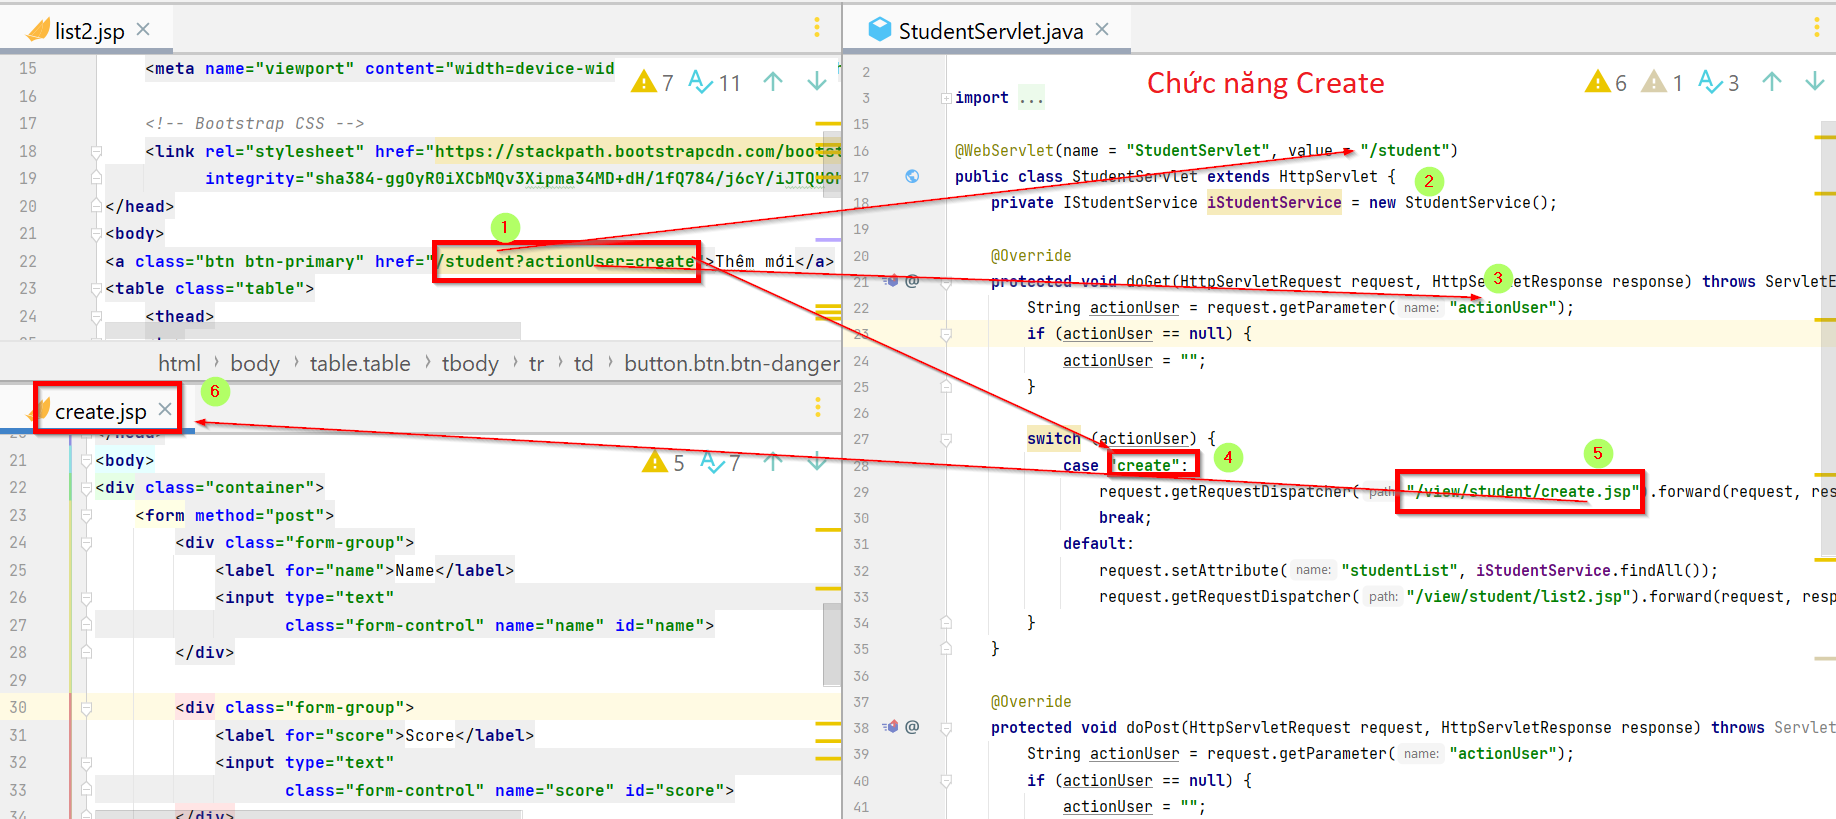 list2.jsp
7 11
15 <meta name="viewport" content="width=device-wid
16
17 <!-- Bootstrap CSS -->
18 <link rel="stylesheet" href="https://stackpath.bootstrapcdn.com/boots
19 integrity="sha384-ggOyR0iXCbMQv3Xipma34MD+dH/1fQ784/j6cY/iJTQUOh
20 </head>
21 <body>
1
22 <a class="btn btn-primary" href="/student?actionUser=create">Thêm mới</a>
23 <table class="table">
24 <thead>
html › body › table.table › tbody › tr › td › button.btn.btn-danger
create.jsp
6
5 7
</head>
21 <body>
22 <div class="container">
23 <form method="post">
24 <div class="form-group">
25 <label for="name">Name</label>
26 <input type="text"
27 class="form-control" name="name" id="name">
28 </div>
29
30 <div class="form-group">
31 <label for="score">Score</label>
32 <input type="text"
33 class="form-control" name="score" id="score">
34 </div>
StudentServlet.java
Chức năng Create
6 1 3
2
3 import ...
15
16 @WebServlet(name = "StudentServlet", value = "/student")
17 public class StudentServlet extends HttpServlet {
2
18 private IStudentService iStudentService = new StudentService();
19
20 @Override
3
21 protected void doGet(HttpServletRequest request, HttpServletResponse response) throws ServletE
22 String actionUser = request.getParameter( name: "actionUser");
23 if (actionUser == null) {
24 actionUser = "";
25 }
26
27 switch (actionUser) {
28 case "create":
4
5
29 request.getRequestDispatcher( path: "/view/student/create.jsp").forward(request, res
30 break;
31 default:
32 request.setAttribute( name: "studentList", iStudentService.findAll());
33 request.getRequestDispatcher( path: "/view/student/list2.jsp").forward(request, resp
34 }
35 }
36
37 @Override
38 protected void doPost(HttpServletRequest request, HttpServletResponse response) throws Servlet
39 String actionUser = request.getParameter( name: "actionUser");
40 if (actionUser == null) {
41 actionUser = "";